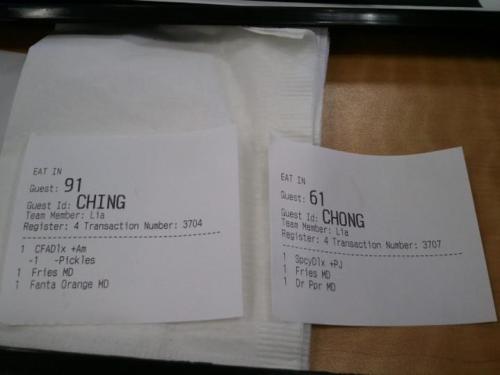 EAT IN
Guest: 91
Guest Id: CHING
Team Member: Lia
Register: 4 Transaction Number: 3704
1 CFADlx +Am
-1 -Pickles
1 Fries MD
1 Fanta Orange MD
EAT IN
Guest: 61
Guest Id: CHONG
Team Member: Lia
Register: 4 Transaction Number: 3707
1 SpcyDlx +PJ
1 Fries MD
1 Dr Ppr MD